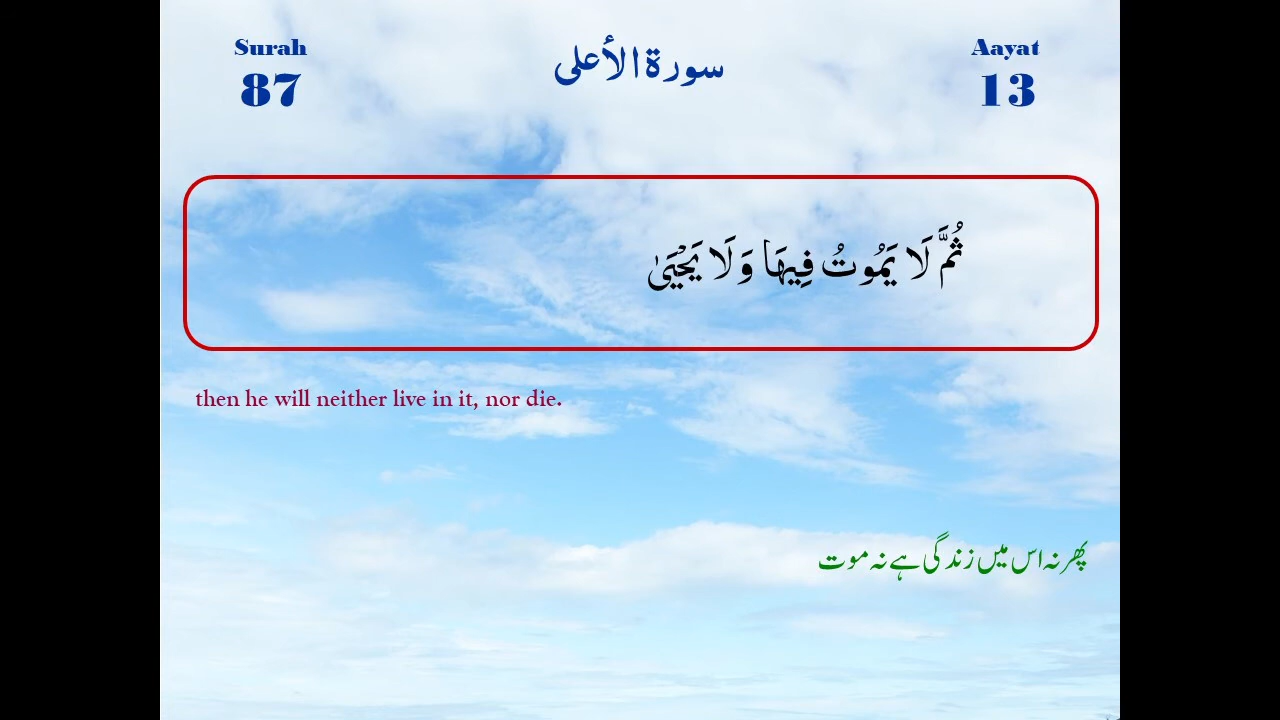 Surah
87
سورة الأعلى
Aayat
13
ثُمَّ لَا يَمُوتُ فِيهَا وَلَا يَحْيَىٰ
then he will neither live in it, nor die.
پھر نہ اس میں زندگی ہے نہ موت